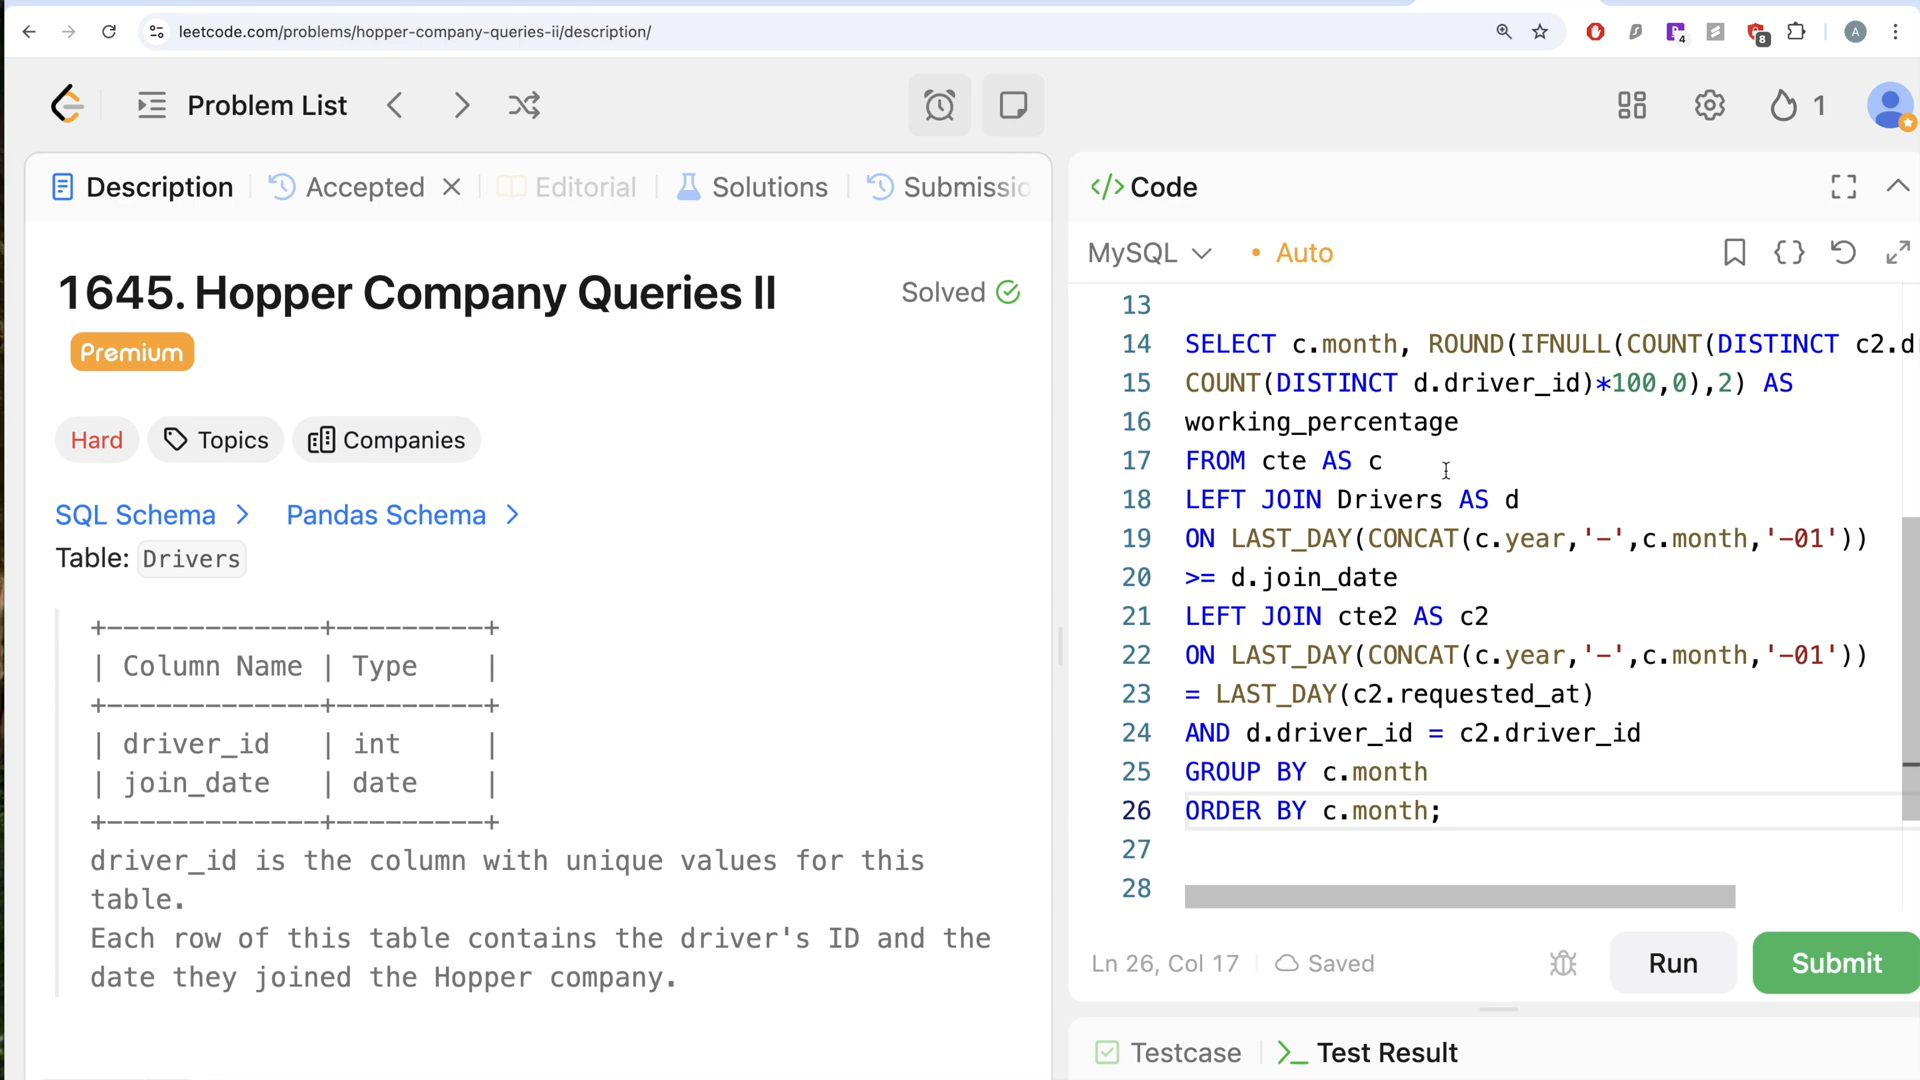 leetcode.com/problems/hopper-company-queries-ii/description/
4
8
A
Problem List
1
Description
Accepted
Editorial
Solutions
Submissio
Code
MySQL
• Auto
1645. Hopper Company Queries II
Solved
Premium
Hard
Topics
Companies
SQL Schema
Pandas Schema
Table: Drivers
+-------------+---------+
| Column Name | Type    |
+-------------+---------+
| driver_id   | int     |
| join_date   | date    |
+-------------+---------+
driver_id is the column with unique values for this
table.
Each row of this table contains the driver's ID and the
date they joined the Hopper company.
13
14 SELECT c.month, ROUND(IFNULL(COUNT(DISTINCT c2.d
15 COUNT(DISTINCT d.driver_id)*100,0),2) AS
16 working_percentage
17 FROM cte AS c
18 LEFT JOIN Drivers AS d
19 ON LAST_DAY(CONCAT(c.year,'-',c.month,'-01'))
20 >= d.join_date
21 LEFT JOIN cte2 AS c2
22 ON LAST_DAY(CONCAT(c.year,'-',c.month,'-01'))
23 = LAST_DAY(c2.requested_at)
24 AND d.driver_id = c2.driver_id
25 GROUP BY c.month
26 ORDER BY c.month;
27
28
Ln 26, Col 17
Saved
Run
Submit
Testcase
Test Result